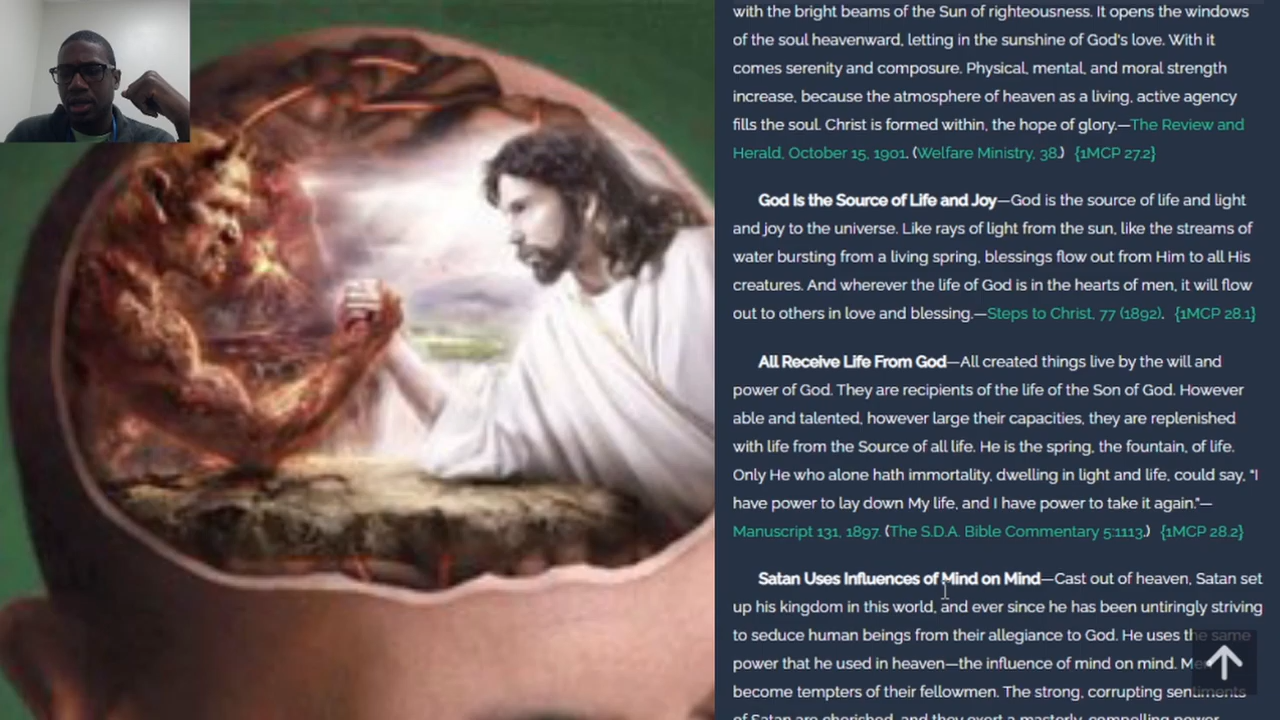 with the bright beams of the Sun of righteousness. It opens the windows
of the soul heavenward, letting in the sunshine of God's love. With it
comes serenity and composure. Physical, mental, and moral strength
increase, because the atmosphere of heaven as a living, active agency
fills the soul. Christ is formed within, the hope of glory.—The Review and
Herald, October 15, 1901. (Welfare Ministry, 38.) {1MCP 27.2}
God Is the Source of Life and Joy—God is the source of life and light
and joy to the universe. Like rays of light from the sun, like the streams of
water bursting from a living spring, blessings flow out from Him to all His
creatures. And wherever the life of God is in the hearts of men, it will flow
out to others in love and blessing.—Steps to Christ, 77 (1892). {1MCP 28.1}
All Receive Life From God—All created things live by the will and
power of God. They are recipients of the life of the Son of God. However
able and talented, however large their capacities, they are replenished
with life from the Source of all life. He is the spring, the fountain, of life.
Only He who alone hath immortality, dwelling in light and life, could say, “I
have power to lay down My life, and I have power to take it again.”—
Manuscript 131, 1897. (The S.D.A. Bible Commentary 5:1113.) {1MCP 28.2}
Satan Uses Influences of Mind on Mind—Cast out of heaven, Satan set
up his kingdom in this world, and ever since he has been untiringly striving
to seduce human beings from their allegiance to God. He uses the same
power that he used in heaven—the influence of mind on mind.
become tempters of their fellowmen. The strong, corrupting sentiments
of Satan are cherished, and they exert a masterly, compelling power